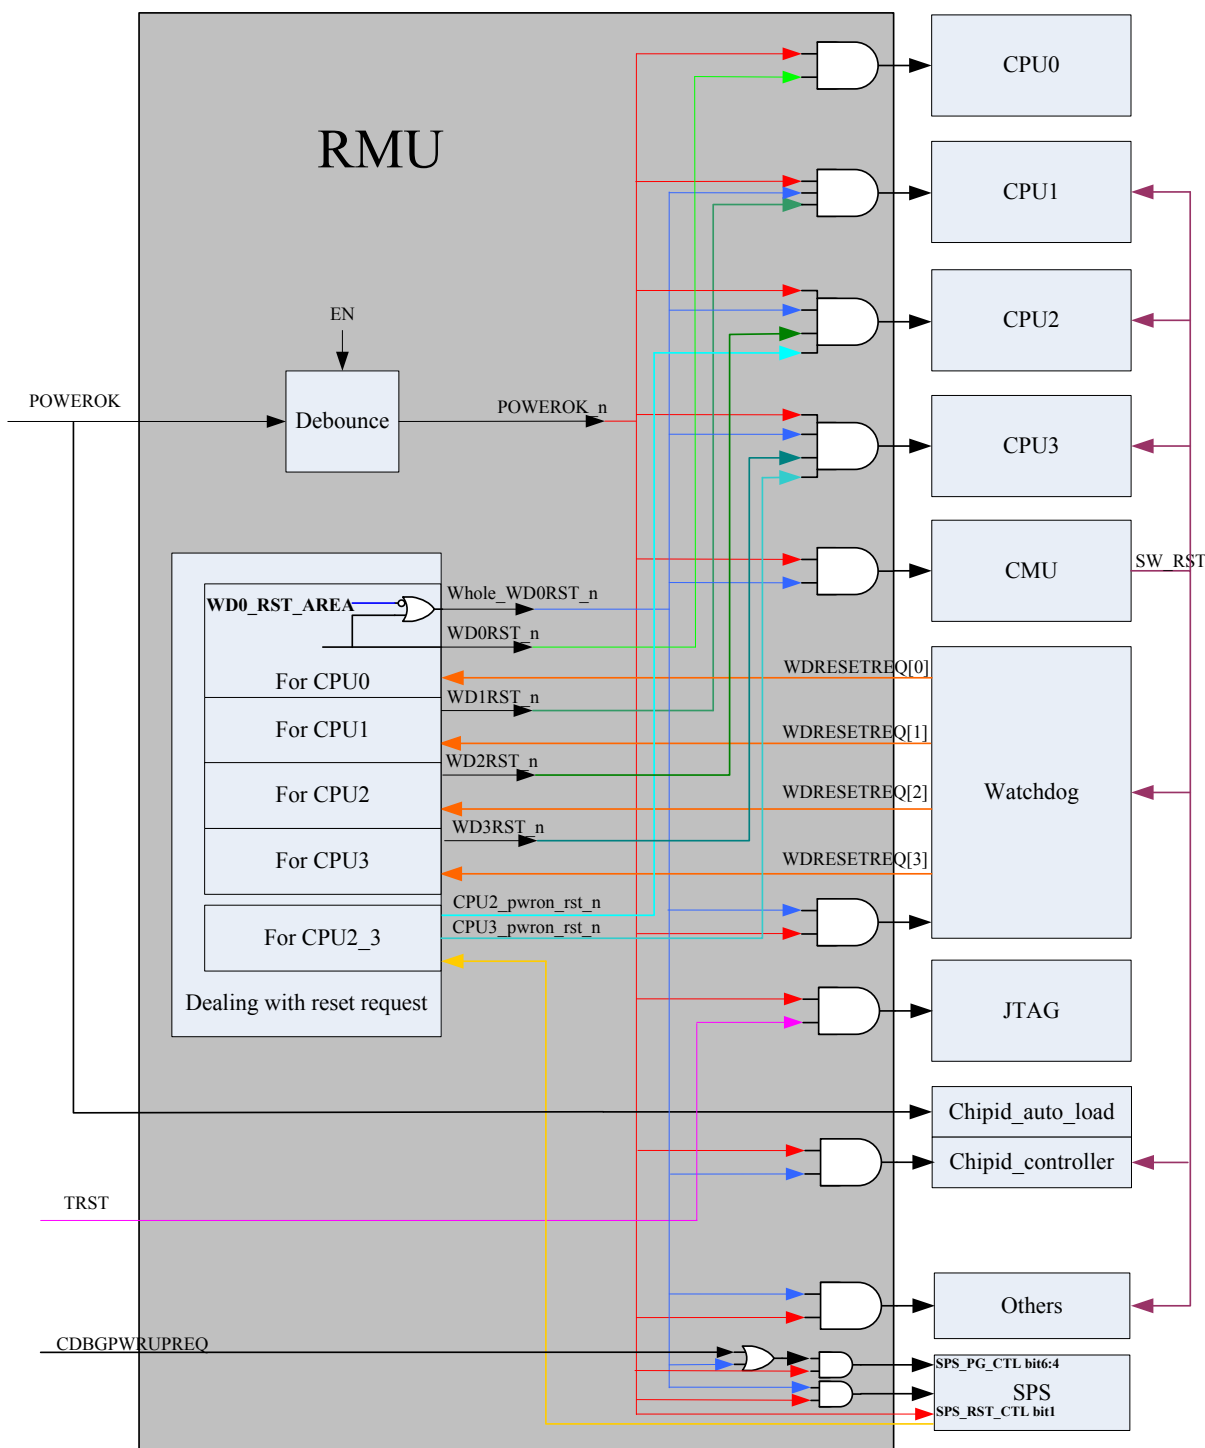 CPU0
RMU
CPU1
CPU2
EN
POWEROK
Debounce
POWEROK_n
CPU3
CMU
SW_RST
WD0_RST_AREA
Whole_WD0RST_n
WD0RST_n
For CPU0
WDRESETREQ[0]
WD1RST_n
For CPU1
WDRESETREQ[1]
WD2RST_n
For CPU2
WDRESETREQ[2]
Watchdog
WD3RST_n
For CPU3
WDRESETREQ[3]
CPU2_pwron_rst_n
CPU3_pwron_rst_n
For CPU2_3
Dealing with reset request
JTAG
Chipid_auto_load
Chipid_controller
TRST
Others
CDBGPWRUPREQ
SPS_PG_CTL bit6:4
SPS
SPS_RST_CTL bit1